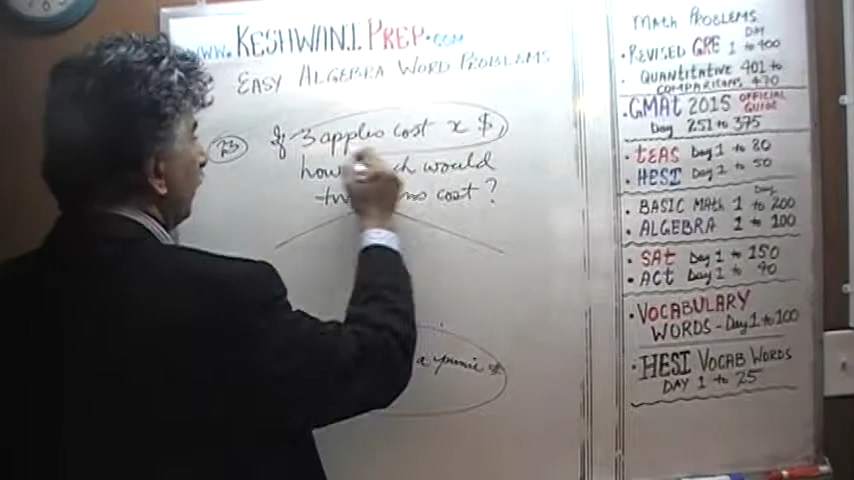 www.KESHWANI PREP.com
EASY ALGEBRA WORD PROBLEMS
23 If 3 apples cost x $,
how would
cost ?
a
MATH PROBLEMS
• REVISED GRE DAY 1 to 400
• QUANTITATIVE 401 to
COMPARISONS 470
• GMAT 2015 OFFICIAL GUIDE
Day 251 to 375
• TEAS Day 1 to 80
• HESI Day 1 to 50
Day
• BASIC MATH 1 to 200
• ALGEBRA 1 to 100
• SAT Day 1 to 150
• ACT Day 1 to 90
• VOCABULARY
WORDS - Day 1 to 100
• HESI VOCAB WORDS
DAY 1 to 25